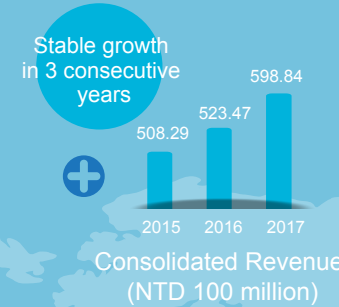 Stable growth
in 3 consecutive
years
598.84
523.47
508.29
2015 2016 2017
Consolidated Revenue
(NTD 100 million)